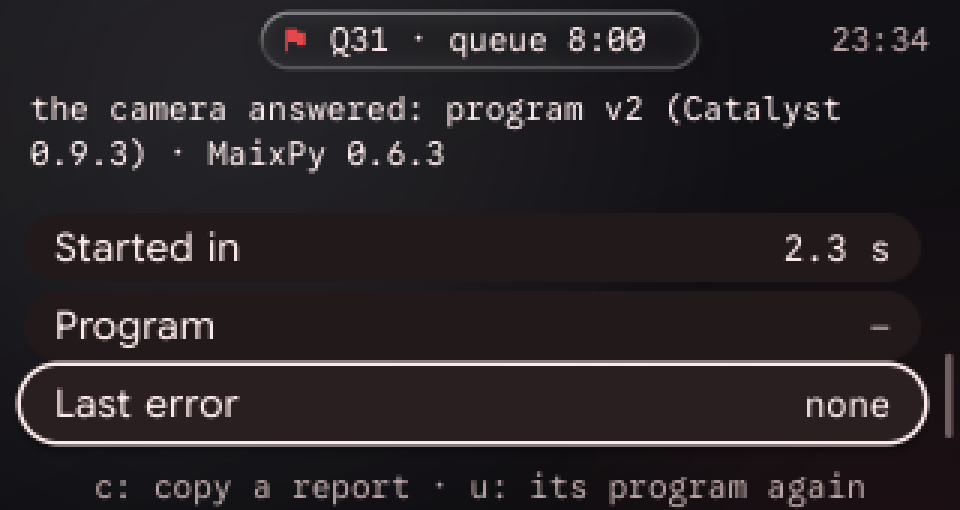 Q31 · queue 8:00
23:34
the camera answered: program v2 (Catalyst
0.9.3) · MaixPy 0.6.3
Started in 2.3 s
Program –
Last error none
c: copy a report · u: its program again